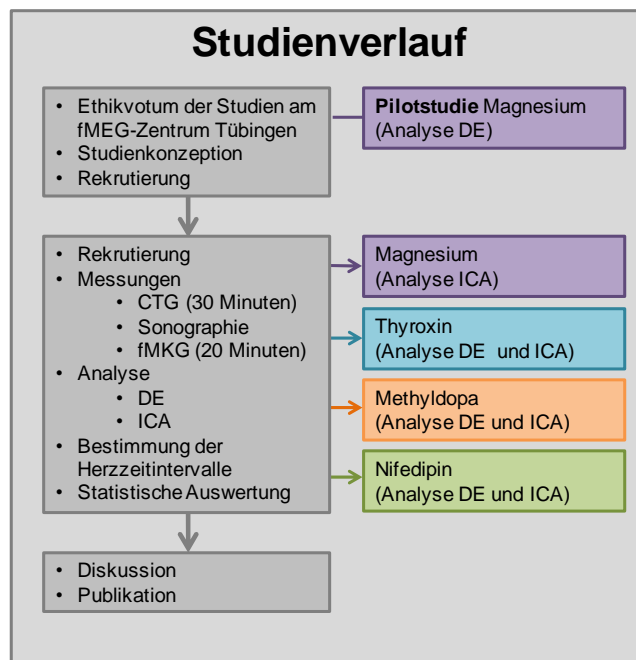 Studienverlauf
• Ethikvotum der Studien am
fMEG-Zentrum Tübingen
• Studienkonzeption
• Rekrutierung
Pilotstudie Magnesium
(Analyse DE)
• Rekrutierung
• Messungen
• CTG (30 Minuten)
• Sonographie
• fMKG (20 Minuten)
• Analyse
• DE
• ICA
• Bestimmung der
Herzzeitintervalle
• Statistische Auswertung
Magnesium
(Analyse ICA)
Thyroxin
(Analyse DE und ICA)
Methyldopa
(Analyse DE und ICA)
Nifedipin
(Analyse DE und ICA)
• Diskussion
• Publikation